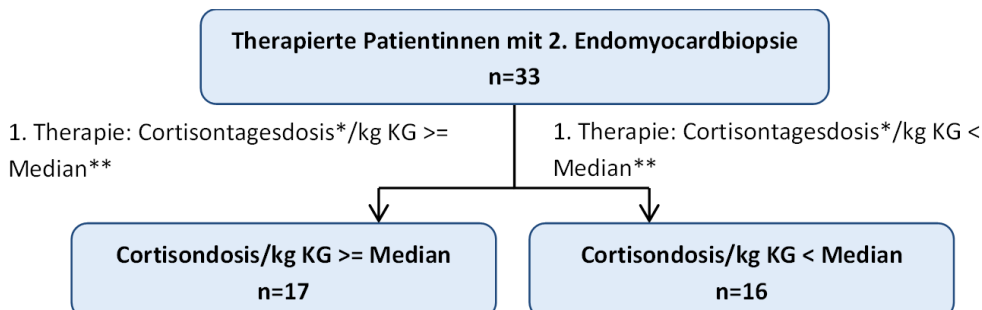 Therapierte Patientinnen mit 2. Endomyocardbiopsie
n=33
1. Therapie: Cortisontagesdosis*/kg KG >=
Median**
1. Therapie: Cortisontagesdosis*/kg KG <
Median**
Cortisondosis/kg KG >= Median
n=17
Cortisondosis/kg KG < Median
n=16